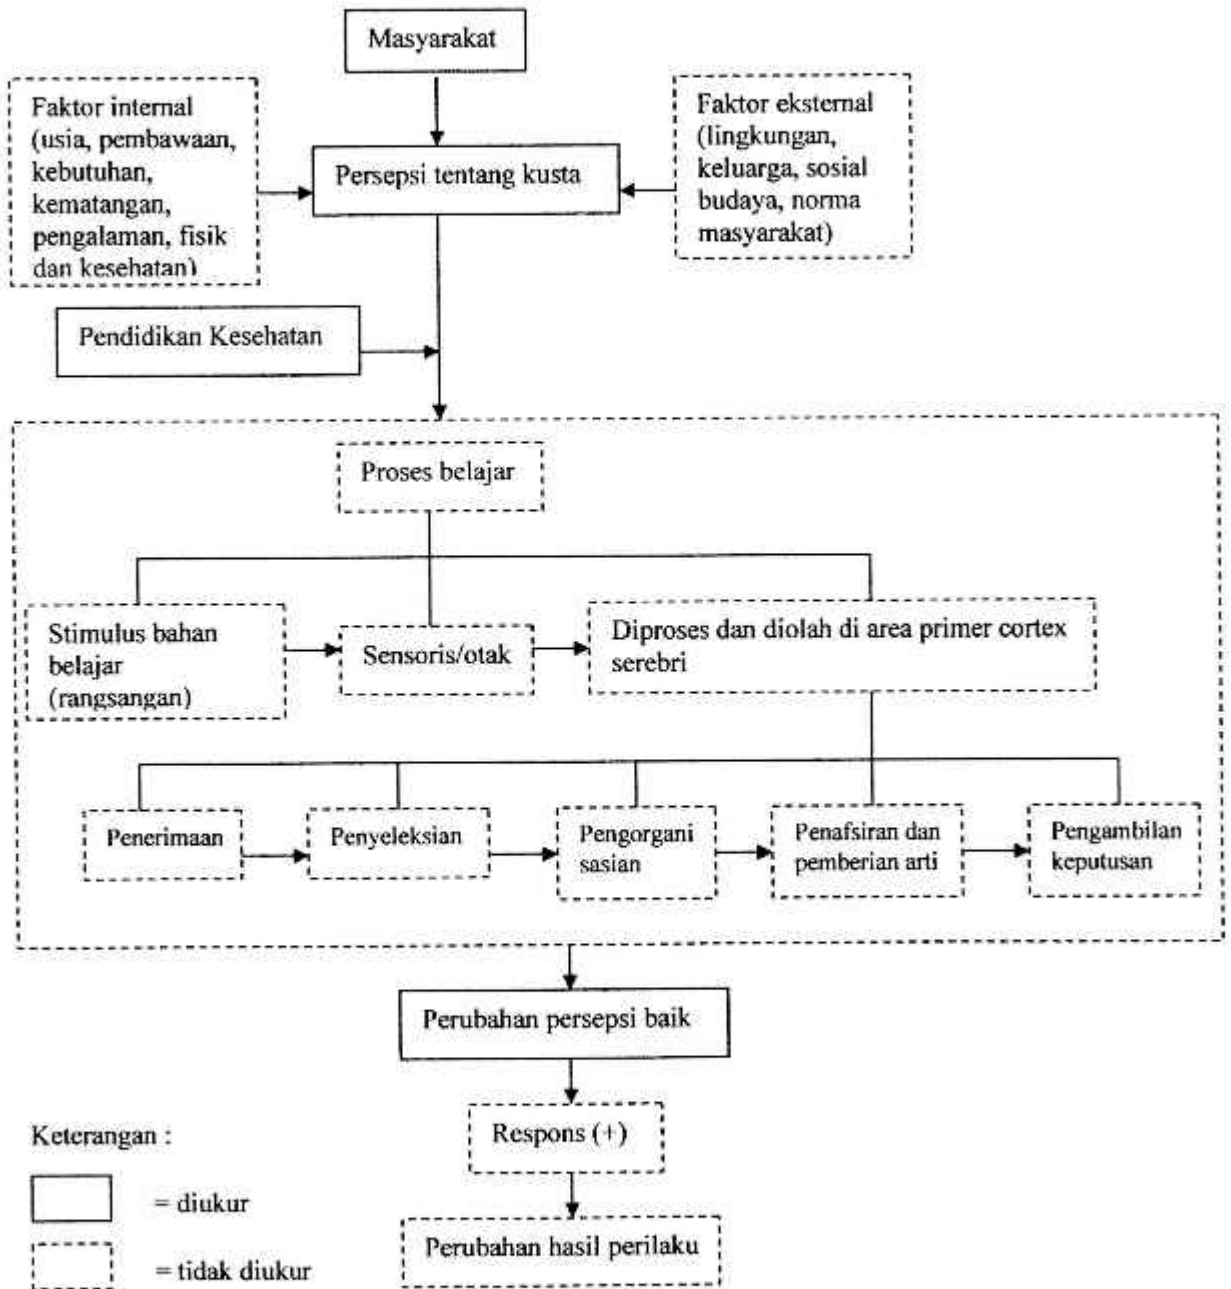 Masyarakat
Faktor internal
(usia, pembawaan,
kebutuhan,
kematangan,
pengalaman, fisik
dan kesehatan)
Persepsi tentang kusta
Faktor eksternal
(lingkungan,
keluarga, sosial
budaya, norma
masyarakat)
Pendidikan Kesehatan
Proses belajar
Stimulus bahan
belajar
(rangsangan)
Sensoris/otak
Diproses dan diolah di area primer cortex
serebri
Penerimaan
Penyeleksian
Pengorgani
sasian
Penafsiran dan
pemberian arti
Pengambilan
keputusan
Perubahan persepsi baik
Respons (+)
Perubahan hasil perilaku
Keterangan :
= diukur
= tidak diukur